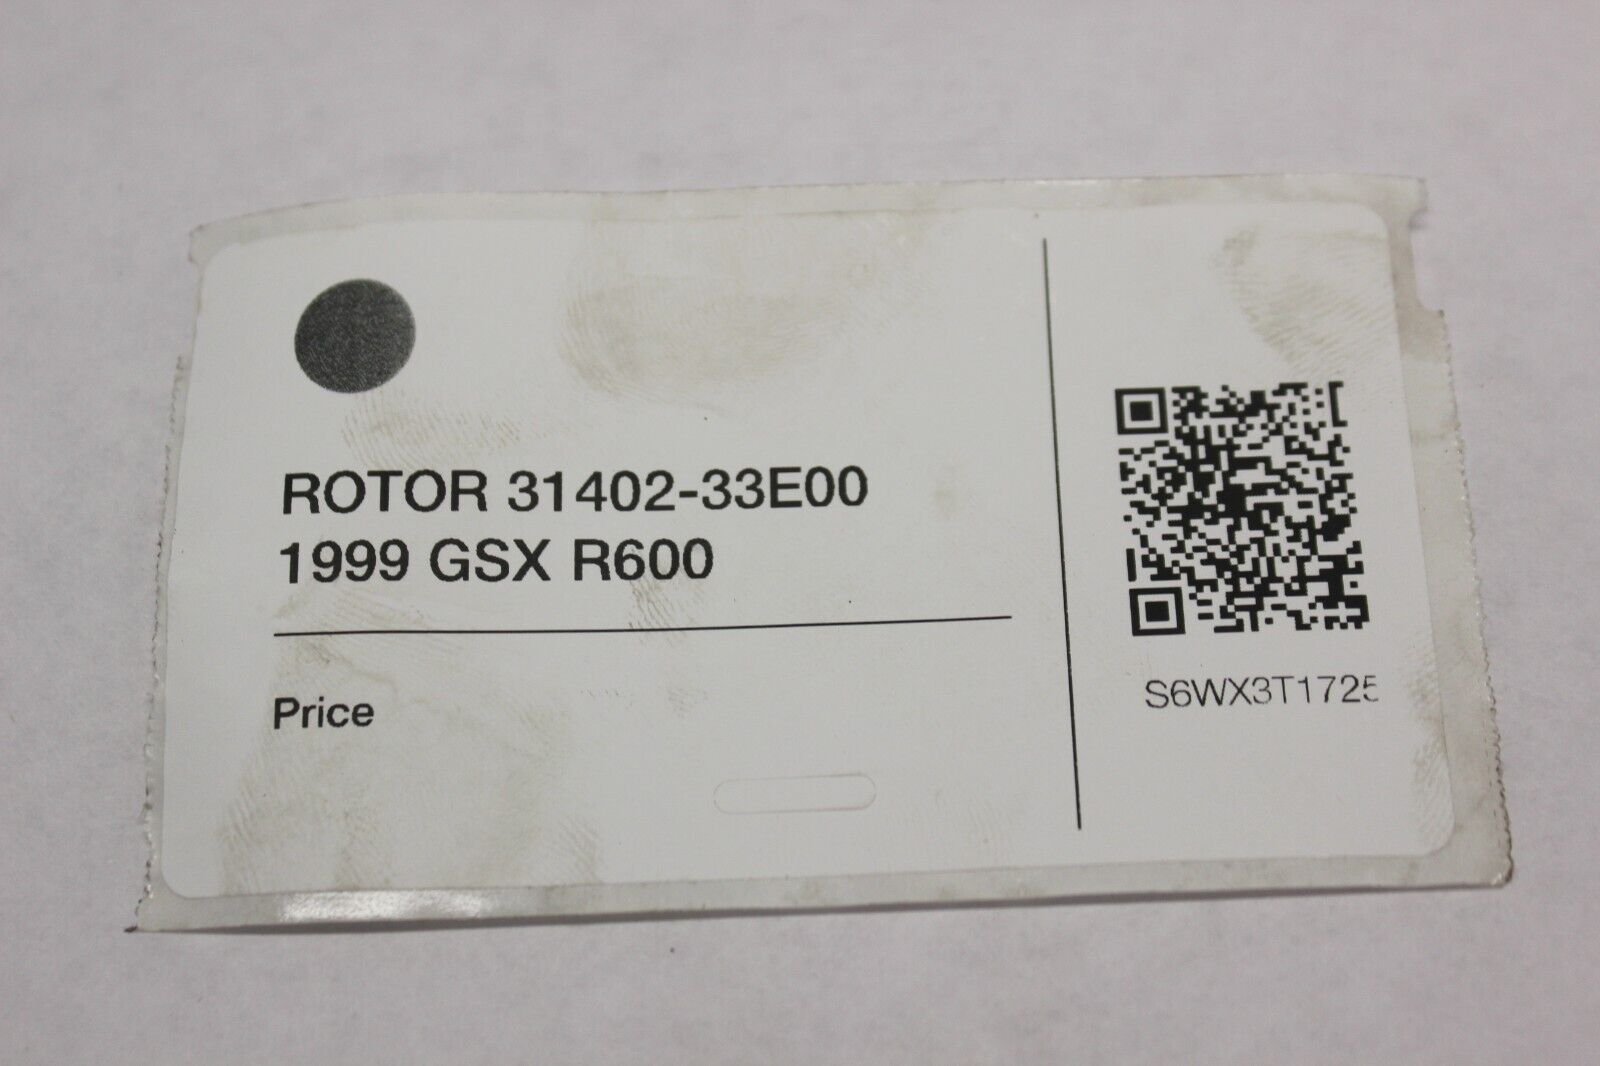 ROTOR 31402-33E00
1999 GSX R600
Price
S6WX3T1725